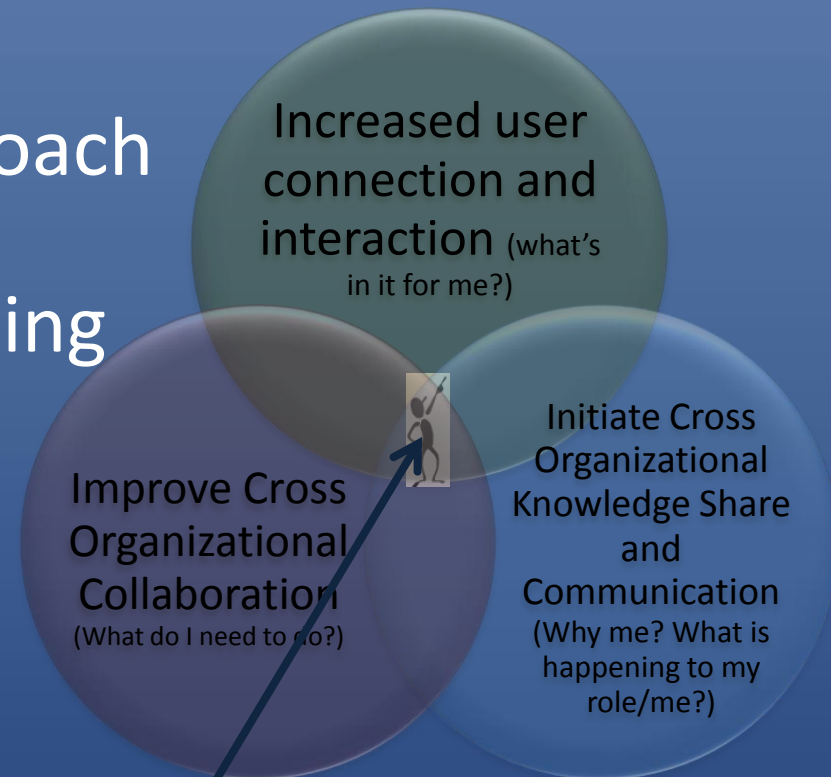 oach
ing
Increased user
connection and
interaction (what's
in it for me?)
Improve Cross
Organizational
Collaboration
(What do I need to do?)
Initiate Cross
Organizational
Knowledge Share
and
Communication
(Why me? What is
happening to my
role/me?)